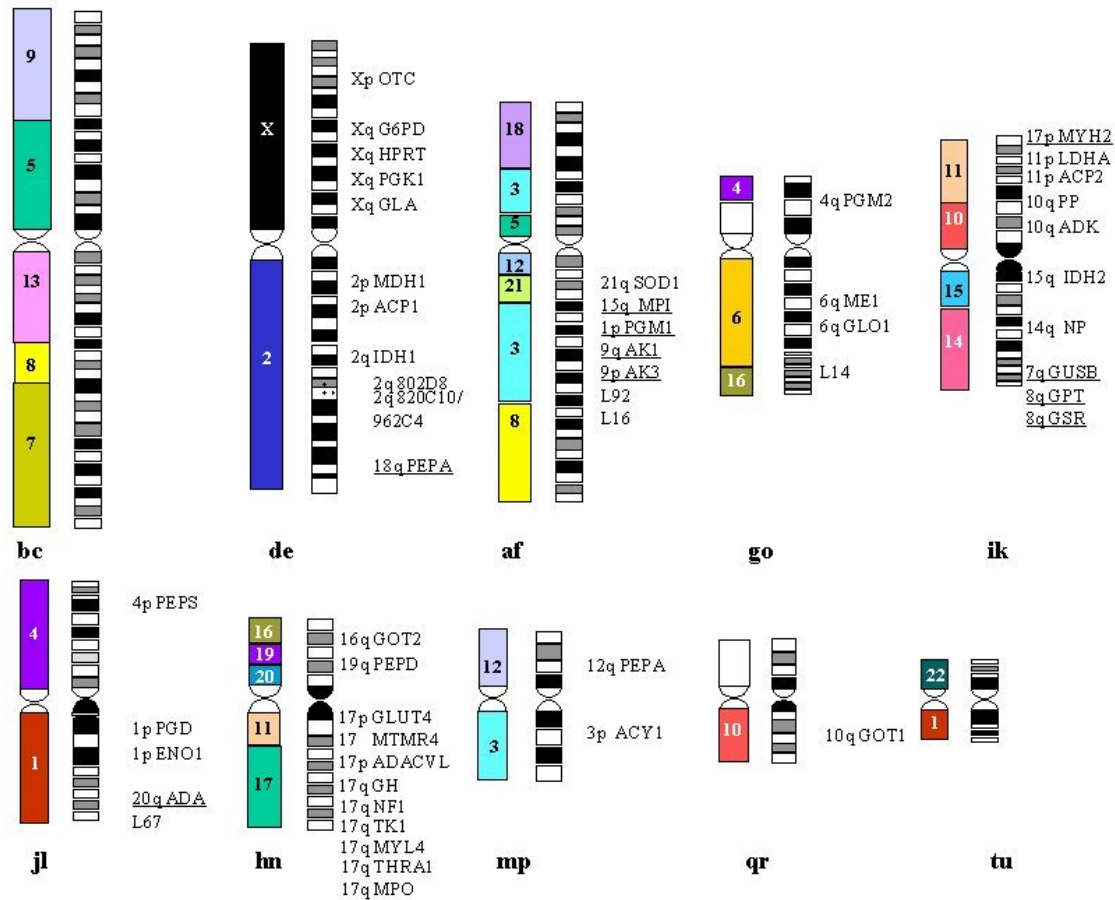 9
5
13
8
7
bc
X
2
Xp OTC
Xq G6PD
Xq HPRT
Xq PGK1
Xq GLA
2p MDH1
2p ACP1
2q IDH1
2q 802D8
2q 820C10/
962C4
18q PEPA
de
18
3
5
12
21
3
8
21q SOD1
15q MPI
1p PGM1
9q AK1
9p AK3
L92
L16
af
4
6
16
4q PGM2
6q ME1
6q GLO1
L14
go
11
10
15
14
17p MYH2
11p LDHA
11p ACP2
10q PP
10q ADK
15q IDH2
14q NP
7q GUSB
8q GPT
8q GSR
ik
4
1
4p PEPS
1p PGD
1p ENO1
20q ADA
L67
jl
16
19
20
11
17
16q GOT2
19q PEPD
17p GLUT4
17 MTMR4
17p ADACVL
17q GH
17q NF1
17q TK1
17q MYL4
17q THRA1
17q MPO
hn
12
3
12q PEPA
3p ACY1
mp
10
10q GOT1
qr
22
1
tu